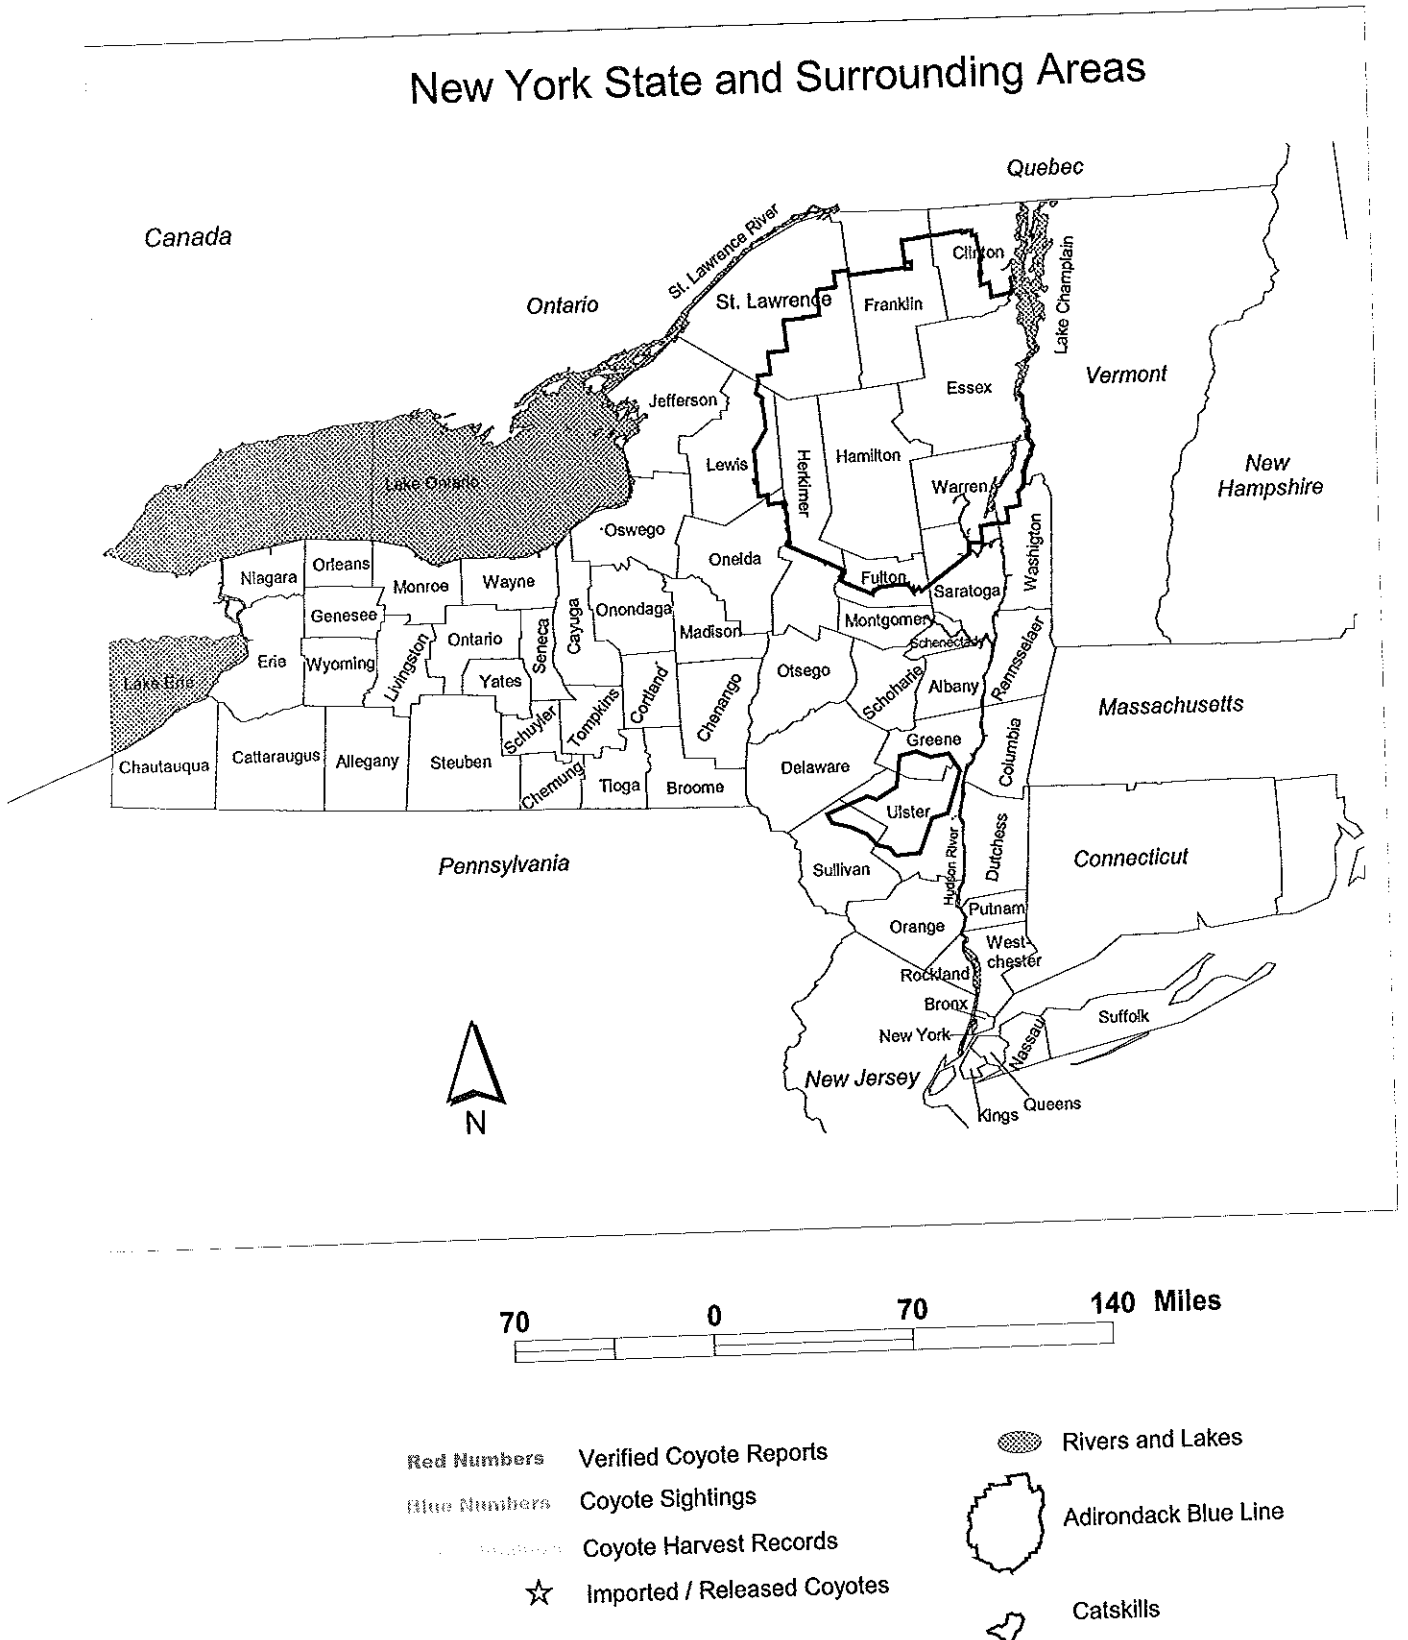 New York State and Surrounding Areas
Quebec
Canada
St. Lawrence River
Ontario
Clinton
Lake Champlain
St. Lawrence
Franklin
Vermont
Essex
Jefferson
Lewis
Herkimer
Hamilton
New
Hampshire
Warren
Lake Ontario
Oswego
Oneida
Washigton
Orleans
Niagara
Monroe
Wayne
Fulton
Saratoga
Genesee
Cayuga
Onondaga
Montgomery
Madison
Ontario
Seneca
Schenectady
Rennsselaer
Erie
Wyoming
Livingston
Otsego
Lake Erie
Yates
Cortland
Chenango
Schoharie
Albany
Massachusetts
Schuyler
Tompkins
Greene
Columbia
Chautauqua
Cattaraugus
Allegany
Steuben
Delaware
Chemung
Tioga
Broome
Ulster
Hudson River
Dutchess
Connecticut
Pennsylvania
Sullivan
Putnam
Orange
West-
chester
Rockland
Bronx
New York
Nassau
Suffolk
New Jersey
Kings
Queens
N
70 0 70 140 Miles
Red Numbers Verified Coyote Reports
Blue Numbers Coyote Sightings
Coyote Harvest Records
Imported / Released Coyotes
Rivers and Lakes
Adirondack Blue Line
Catskills